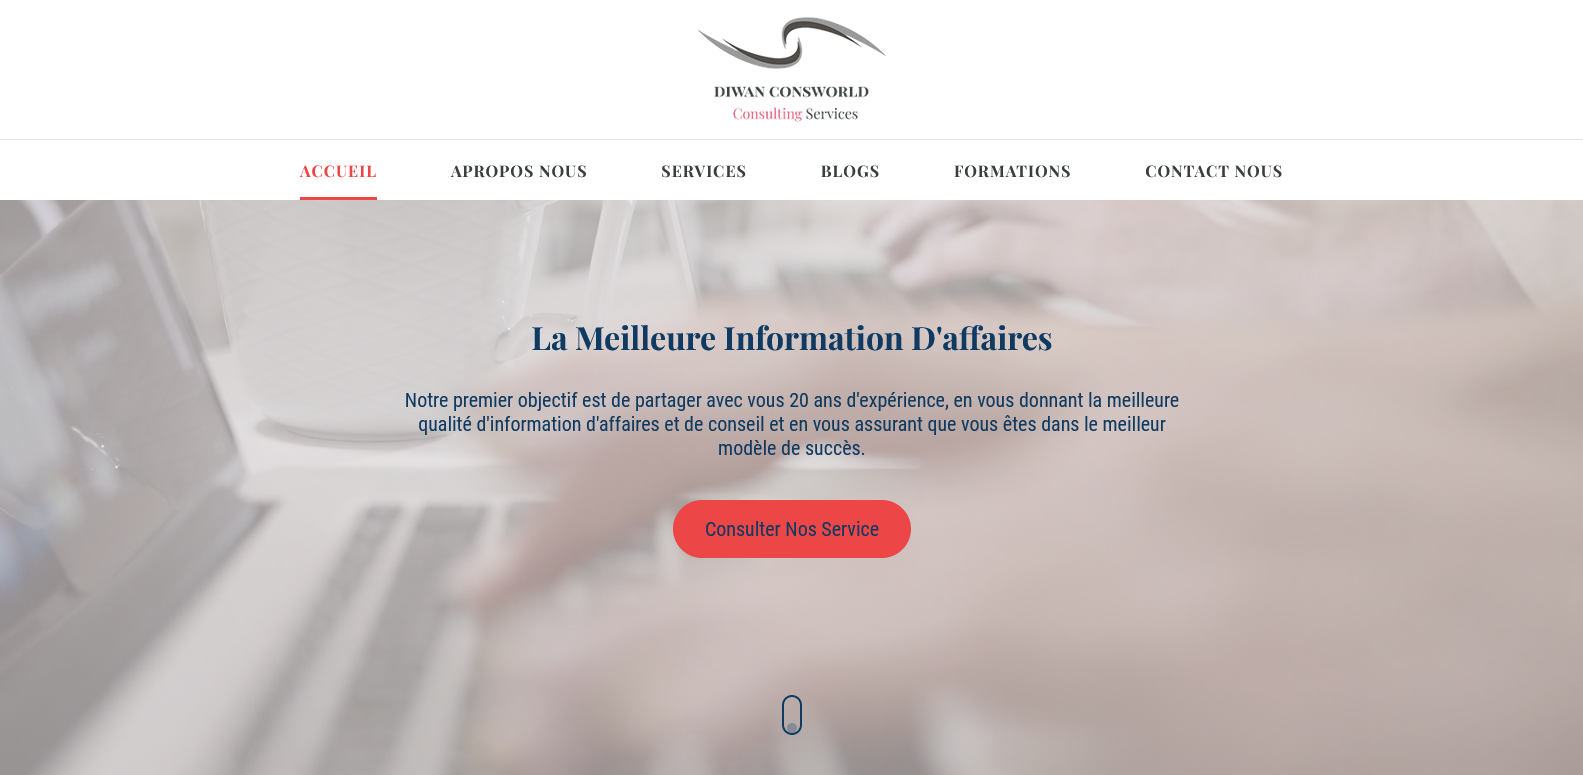 DIWAN CONSWORLD
Consulting Services
ACCUEIL APROPOS NOUS SERVICES BLOGS FORMATIONS CONTACT NOUS
La Meilleure Information D'affaires
Notre premier objectif est de partager avec vous 20 ans d'expérience, en vous donnant la meilleure
qualité d'information d'affaires et de conseil et en vous assurant que vous êtes dans le meilleur
modèle de succès.
Consulter Nos Service